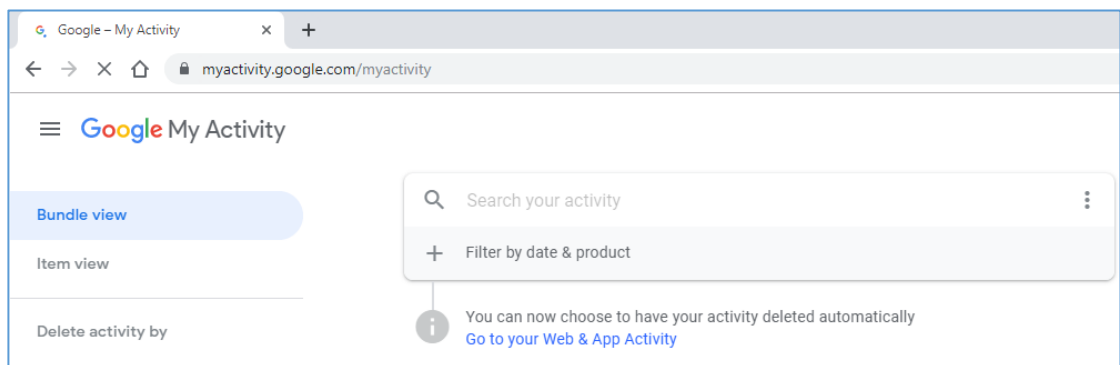 Google – My Activity
myactivity.google.com/myactivity
Google My Activity
Search your activity
Bundle view
Filter by date & product
Item view
You can now choose to have your activity deleted automatically
Delete activity by
Go to your Web & App Activity